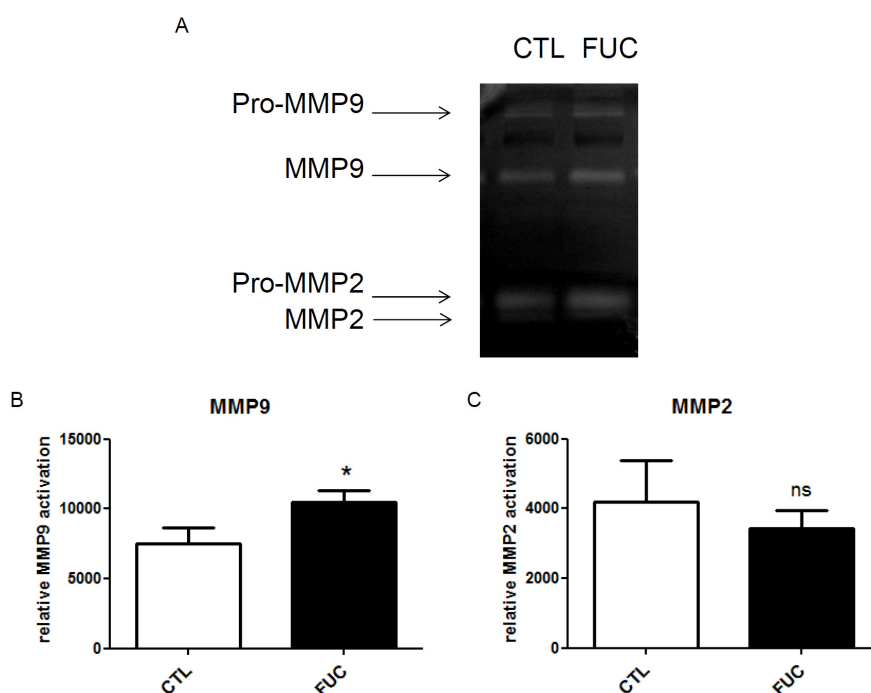 A
CTL FUC
Pro-MMP9
MMP9
Pro-MMP2
MMP2
B
MMP9
relative MMP9 activation
15000
10000
5000
0
*
CTL
FUC
C
MMP2
relative MMP2 activation
6000
4000
2000
0
ns
CTL
FUC